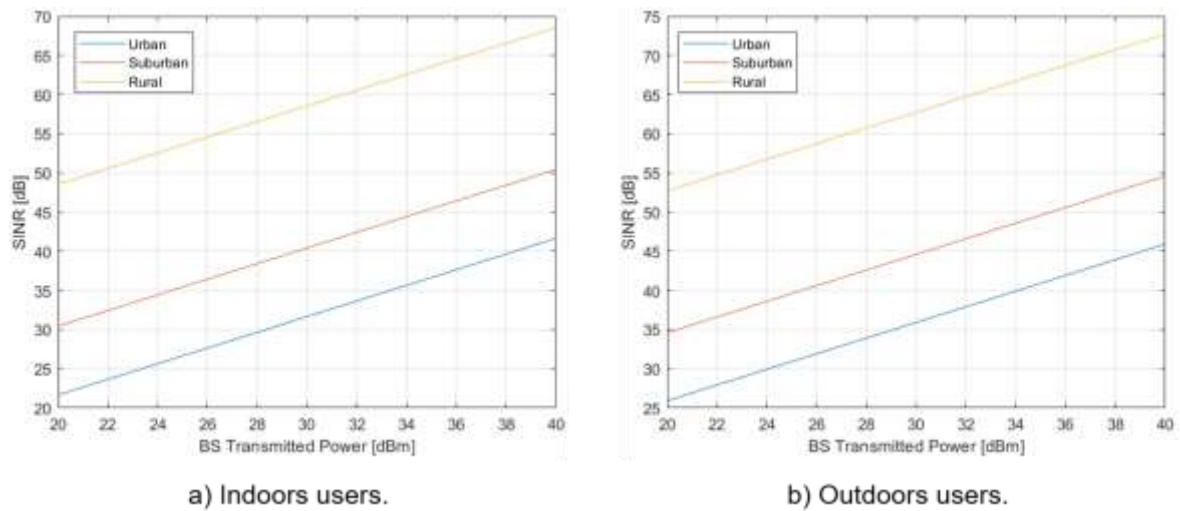 70
65
60
55
50
45
40
35
30
25
20
SINR [dB]
Urban
Suburban
Rural
20 22 24 26 28 30 32 34 36 38 40
BS Transmitted Power [dBm]
a) Indoors users.
75
70
65
60
55
50
45
40
35
30
25
SINR [dB]
Urban
Suburban
Rural
20 22 24 26 28 30 32 34 36 38 40
BS Transmitted Power [dBm]
b) Outdoors users.